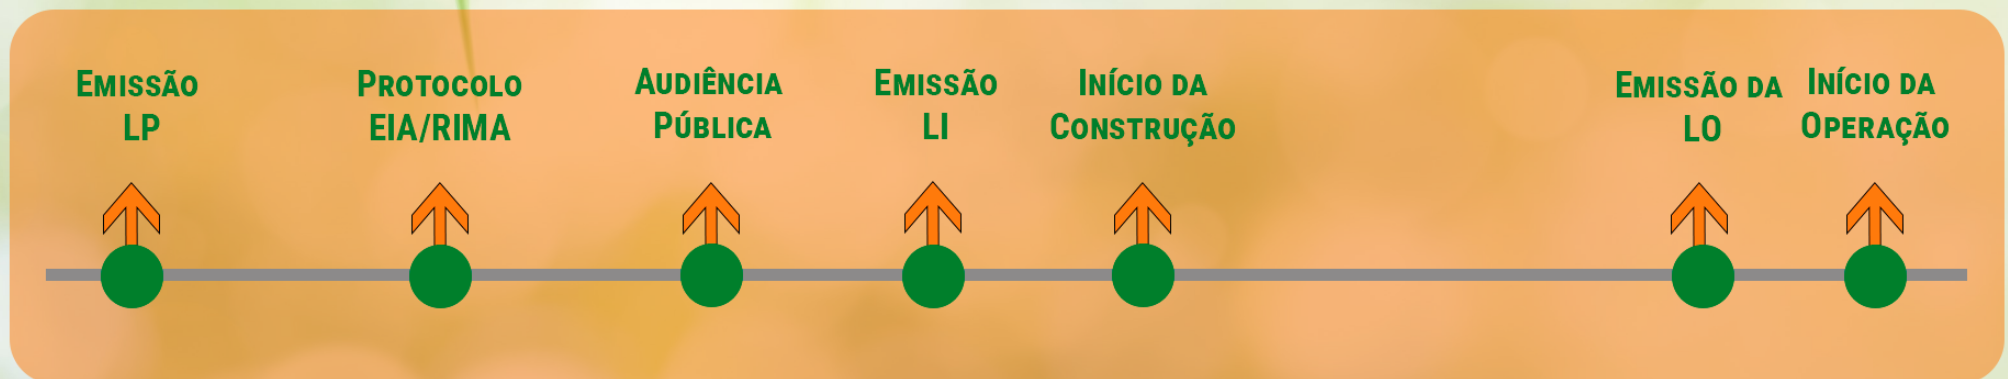 Emissão
LP
Protocolo
EIA/RIMA
Audiência
Pública
Emissão
LI
Início da
Construção
Emissão da
LO
Início da
Operação